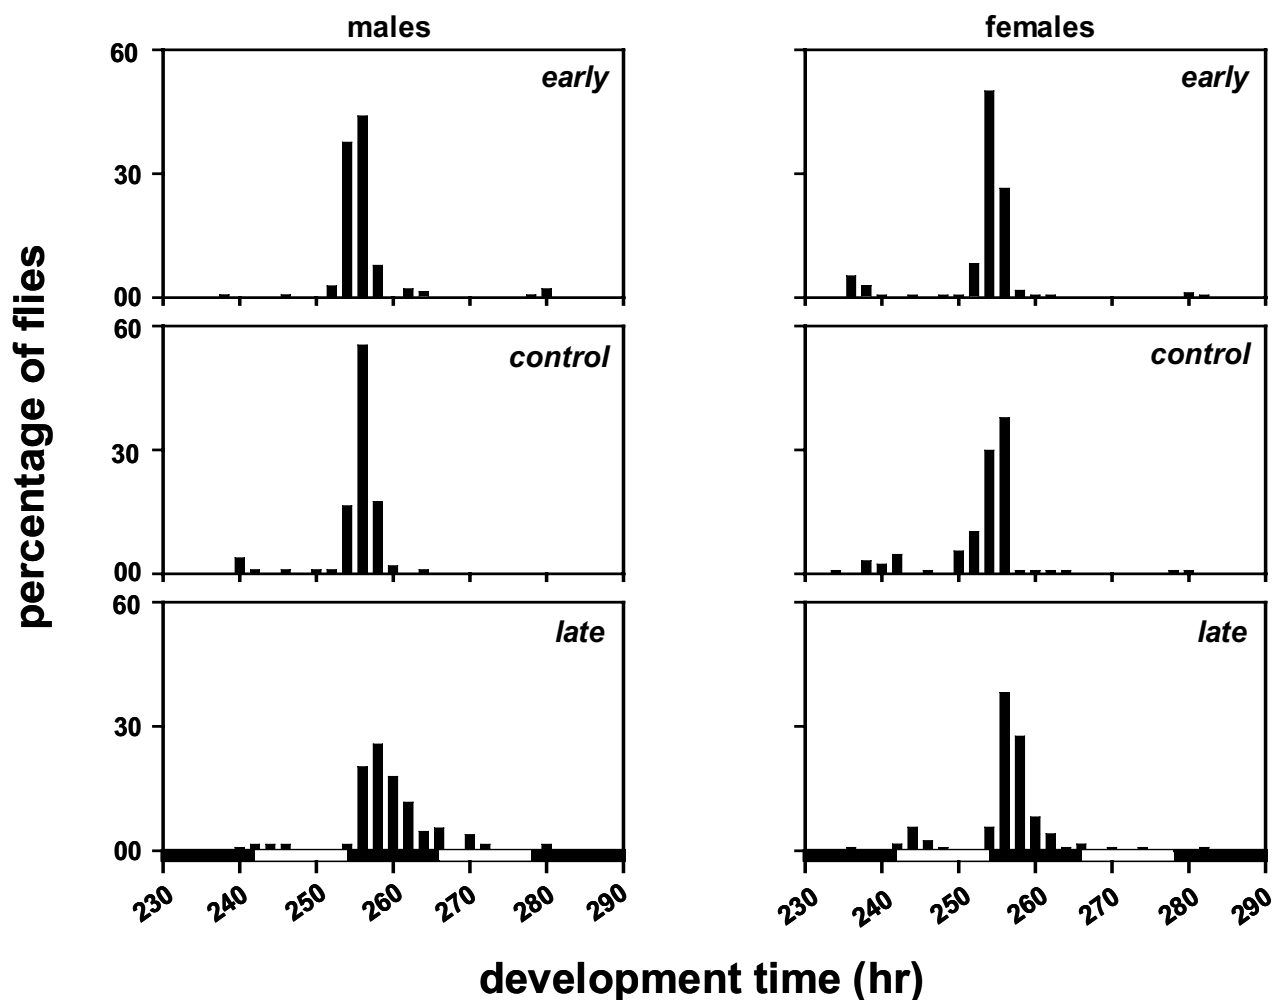 males
females
60
early
early
30
00
60
control
control
30
00
60
late
late
30
00
230 240 250 260 270 280 290
230 240 250 260 270 280 290
percentage of flies
development time (hr)